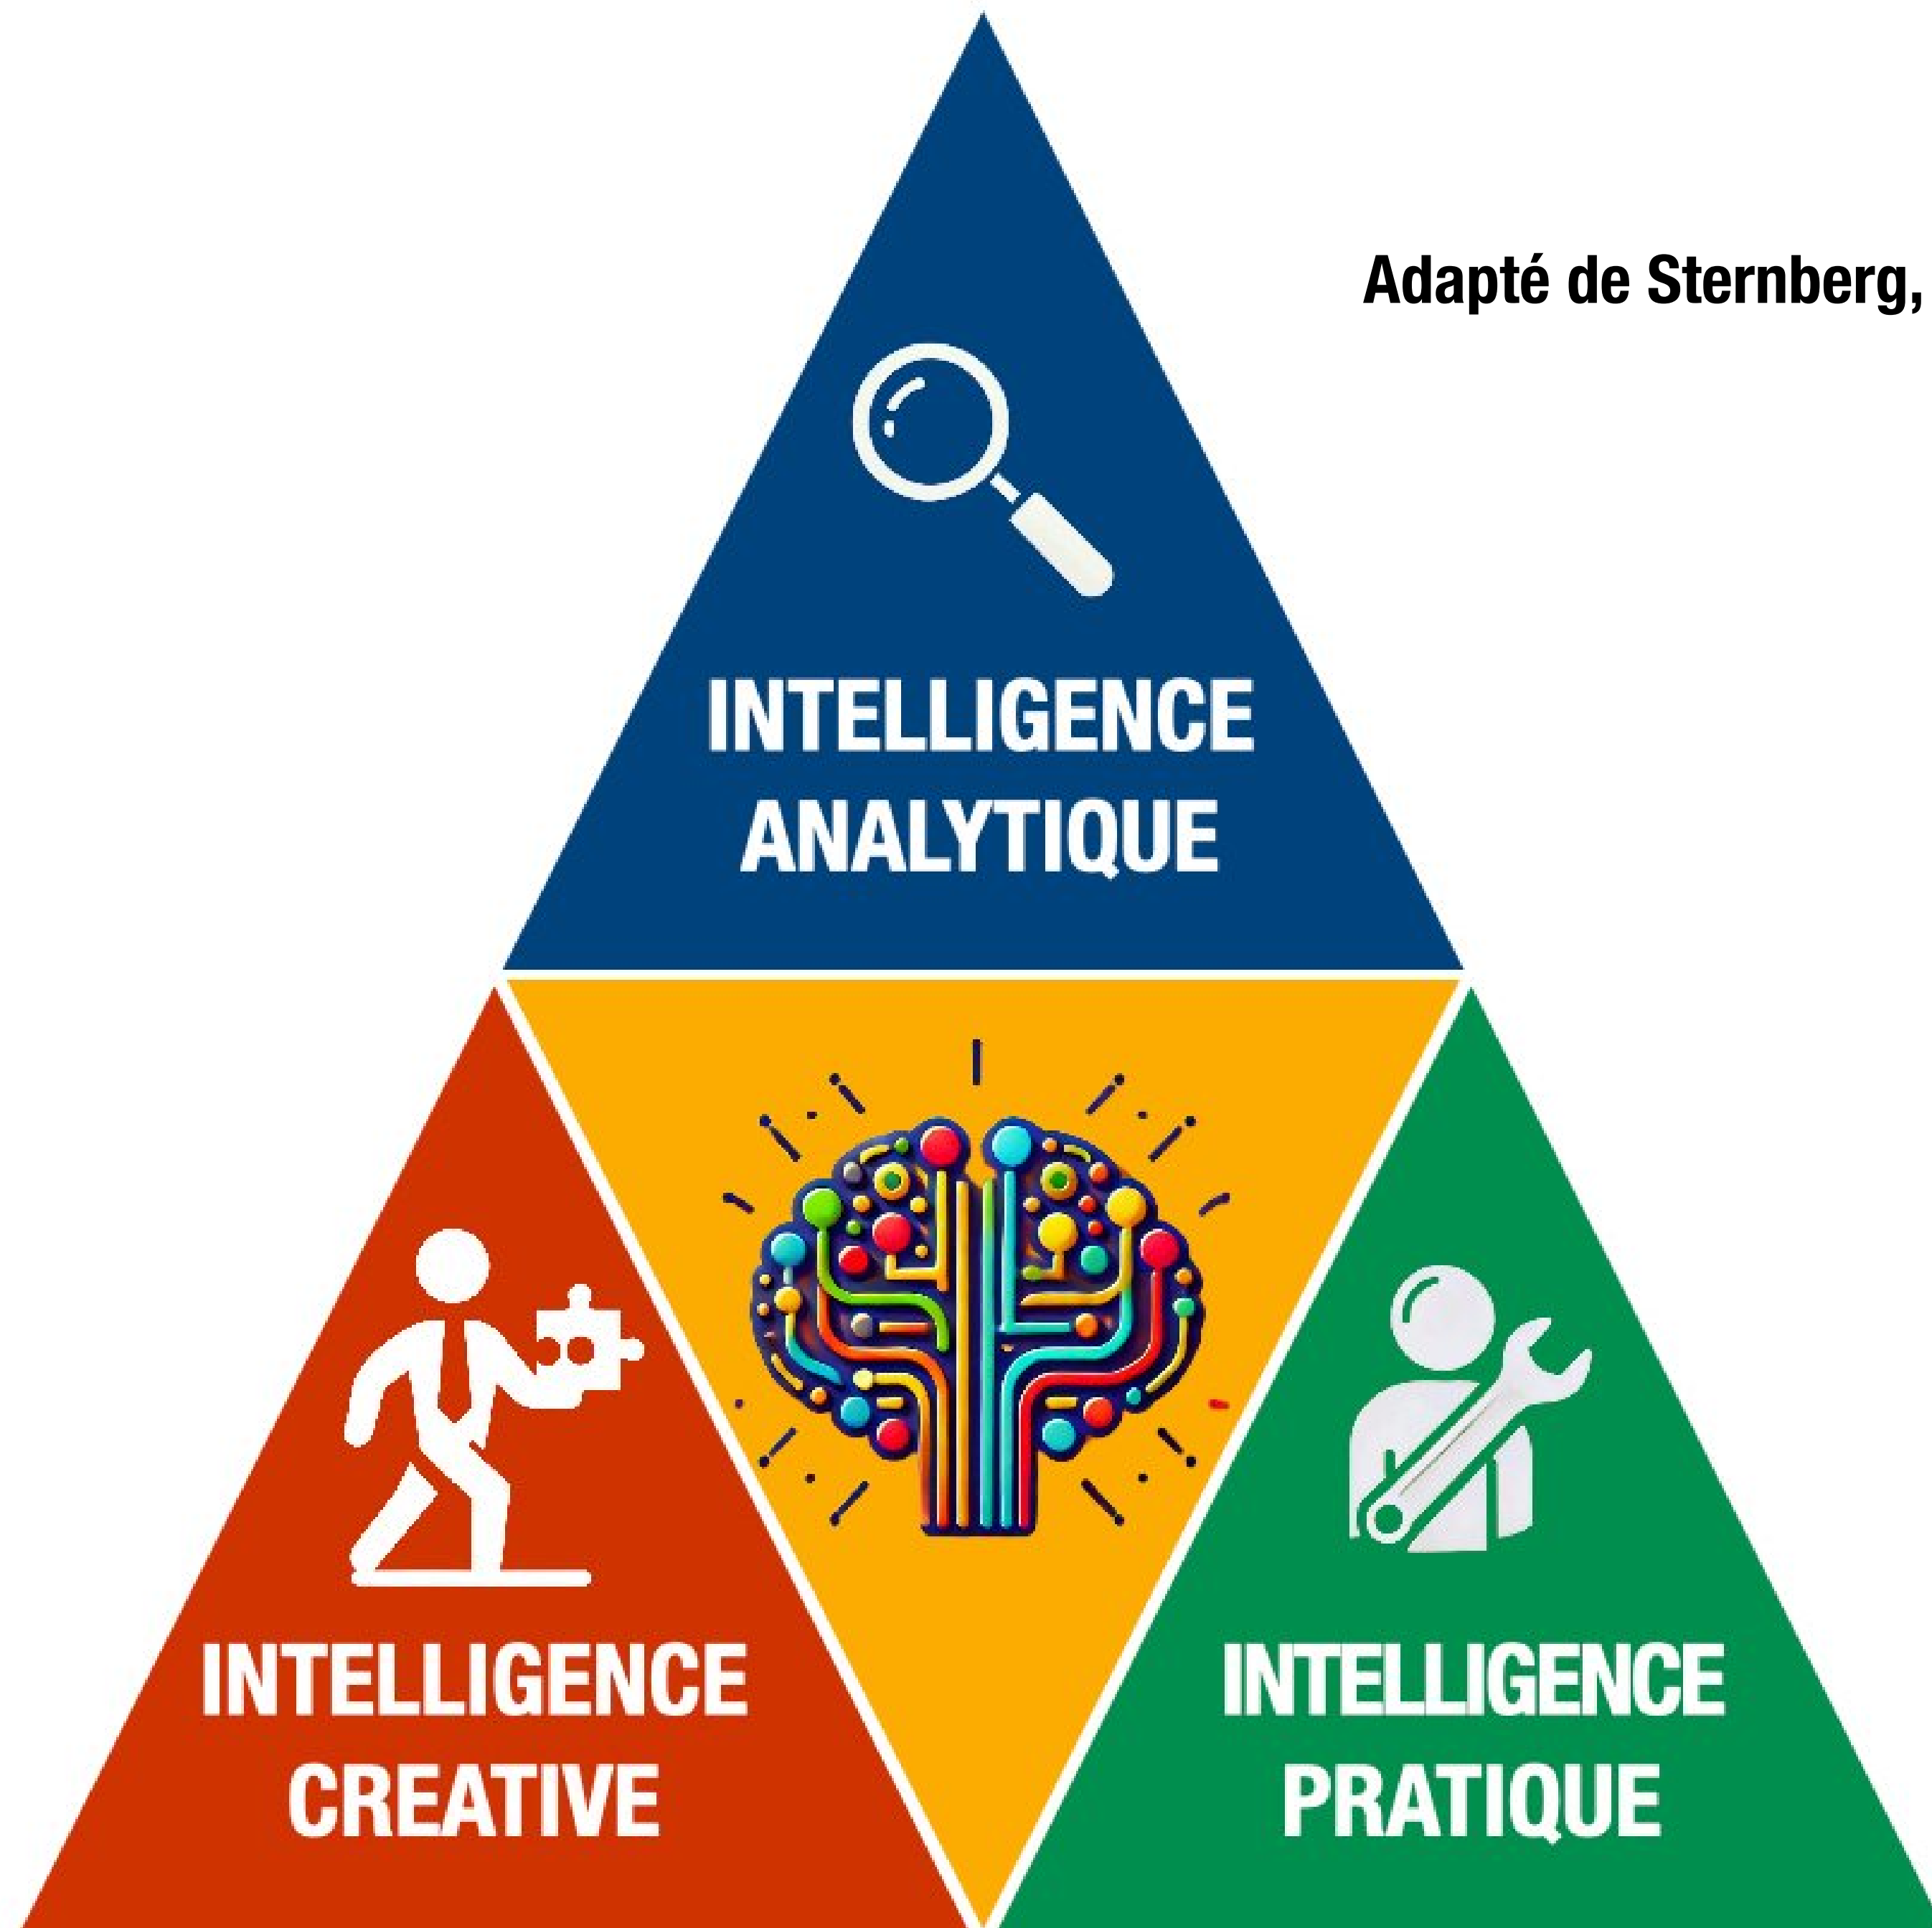 Adapté de Sternberg,
INTELLIGENCE
ANALYTIQUE
INTELLIGENCE
CREATIVE
INTELLIGENCE
PRATIQUE